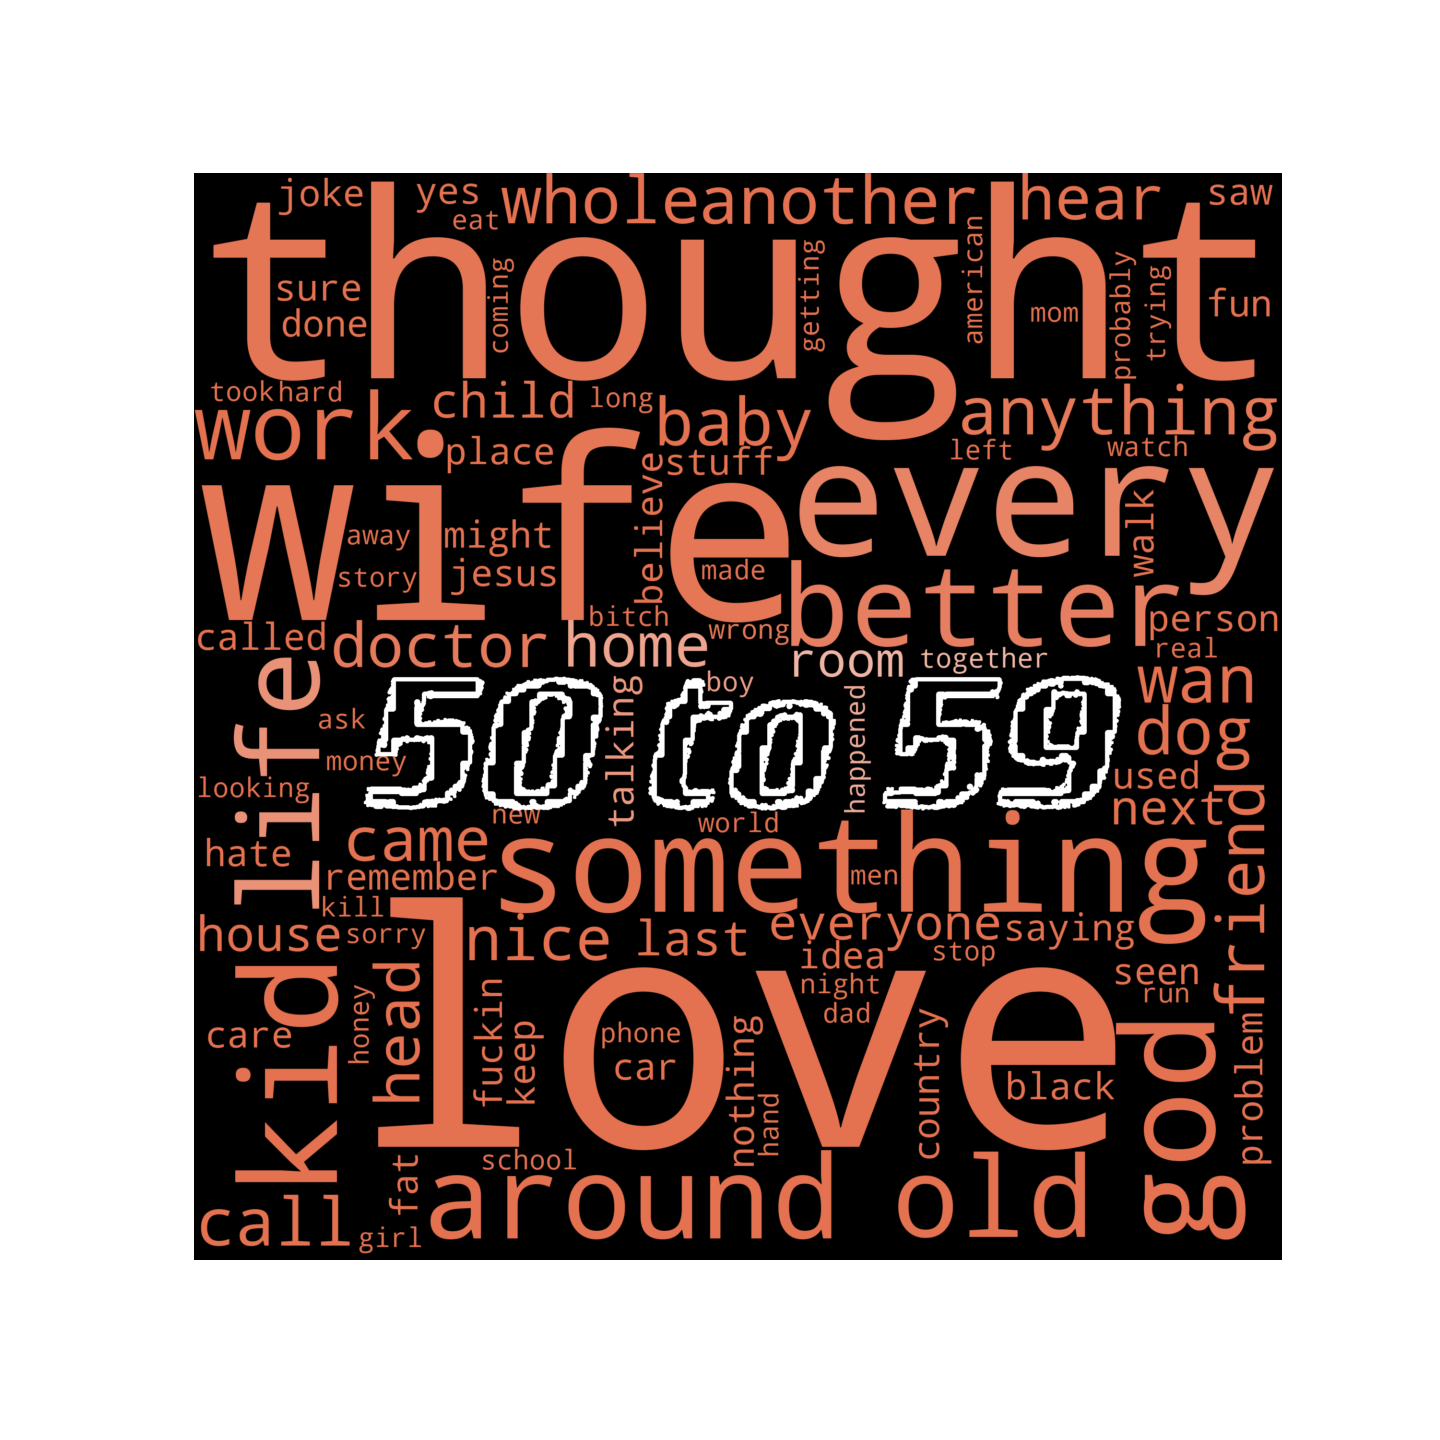 joke
yes
eat
whole
another
hear
saw
thought
sure
done
coming
getting
american
mom
probably
trying
fun
took
hard
work
child
long
baby
anything
place
stuff
left
watch
wife
every
away
might
believe
walk
story
jesus
made
better
bitch
wrong
person
called
doctor
home
room
together
real
life
50 to 59
boy
wan
ask
talking
happened
dog
money
looking
used
new
world
next
hate
came
something
friend
remember
men
kill
house
sorry
nice
last
everyone
saying
idea
stop
kid
head
love
night
seen
run
honey
fuckin
dad
care
keep
phone
car
nothing
hand
country
black
god
problem
fat
school
around
old
call
girl